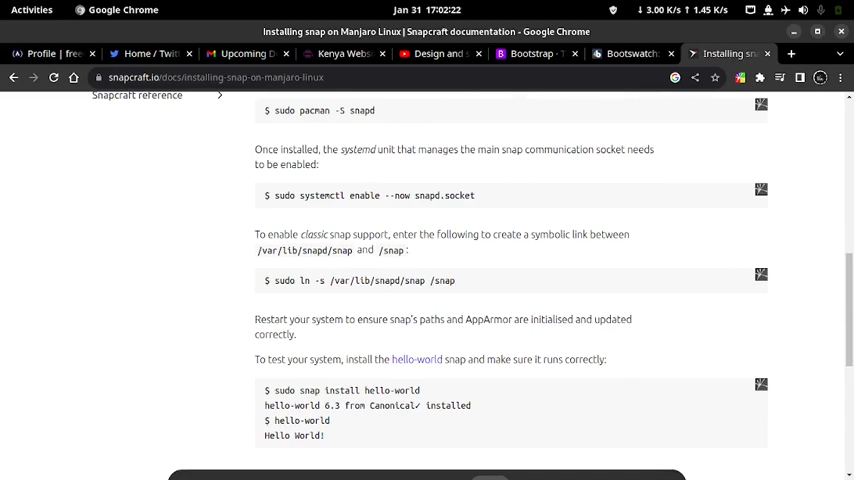 Activities Google Chrome Jan 31 17:02:22 3.00 K/s 1.45 K/s
Installing snap on Manjaro Linux | Snapcraft documentation - Google Chrome
Profile | free Home / Twitt Upcoming D Kenya Webs Design and s Bootstrap · T Bootswatch: Installing sna
snapcraft.io/docs/installing-snap-on-manjaro-linux
Snapcraft reference
$ sudo pacman -S snapd
Once installed, the systemd unit that manages the main snap communication socket needs
to be enabled:
$ sudo systemctl enable --now snapd.socket
To enable classic snap support, enter the following to create a symbolic link between
/var/lib/snapd/snap and /snap :
$ sudo ln -s /var/lib/snapd/snap /snap
Restart your system to ensure snap's paths and AppArmor are initialised and updated
correctly.
To test your system, install the hello-world snap and make sure it runs correctly:
$ sudo snap install hello-world
hello-world 6.3 from Canonical✓ installed
$ hello-world
Hello World!